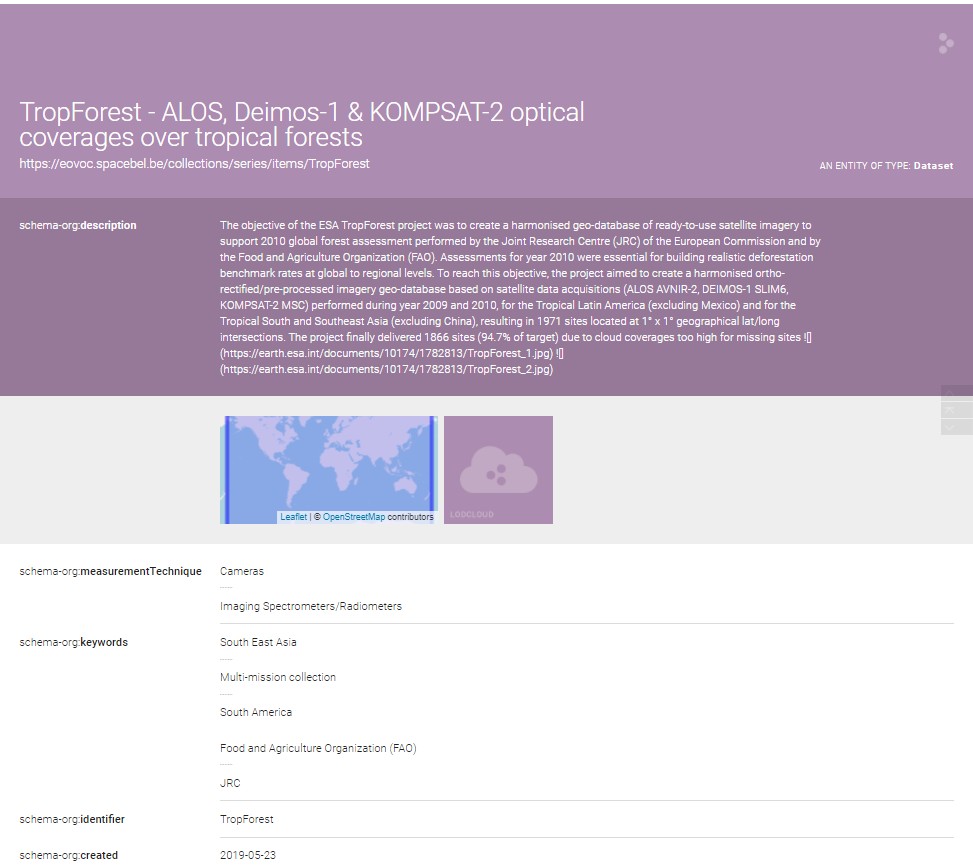 TropForest - ALOS, Deimos-1 & KOMPSAT-2 optical
coverages over tropical forests
https://eovoc.spacebel.be/collections/series/items/TropForest
AN ENTITY OF TYPE: Dataset
schema-org:description
The objective of the ESA TropForest project was to create a harmonised geo-database of ready-to-use satellite imagery to
support 2010 global forest assessment performed by the Joint Research Centre (JRC) of the European Commission and by
the Food and Agriculture Organization (FAO). Assessments for year 2010 were essential for building realistic deforestation
benchmark rates at global to regional levels. To reach this objective, the project aimed to create a harmonised ortho-
rectified/pre-processed imagery geo-database based on satellite data acquisitions (ALOS AVNIR-2, DEIMOS-1 SLIM6,
KOMPSAT-2 MSC) performed during year 2009 and 2010, for the Tropical Latin America (excluding Mexico) and for the
Tropical South and Southeast Asia (excluding China), resulting in 1971 sites located at 1° x 1° geographical lat/long
intersections. The project finally delivered 1866 sites (94.7% of target) due to cloud coverages too high for missing sites ![]
(https://earth.esa.int/documents/10174/1782813/TropForest_1.jpg) ![]
(https://earth.esa.int/documents/10174/1782813/TropForest_2.jpg)
Leaflet | © OpenStreetMap contributors
LODCLOUD
schema-org:measurementTechnique
Cameras
Imaging Spectrometers/Radiometers
schema-org:keywords
South East Asia
Multi-mission collection
South America
Food and Agriculture Organization (FAO)
JRC
schema-org:identifier
TropForest
schema-org:created
2019-05-23